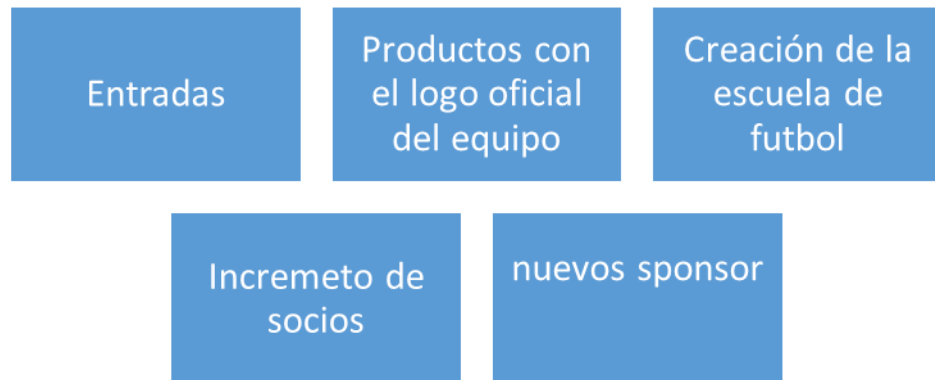 Entradas
Productos con
el logo oficial
del equipo
Creación de la
escuela de
futbol
Incremeto de
socios
nuevos sponsor